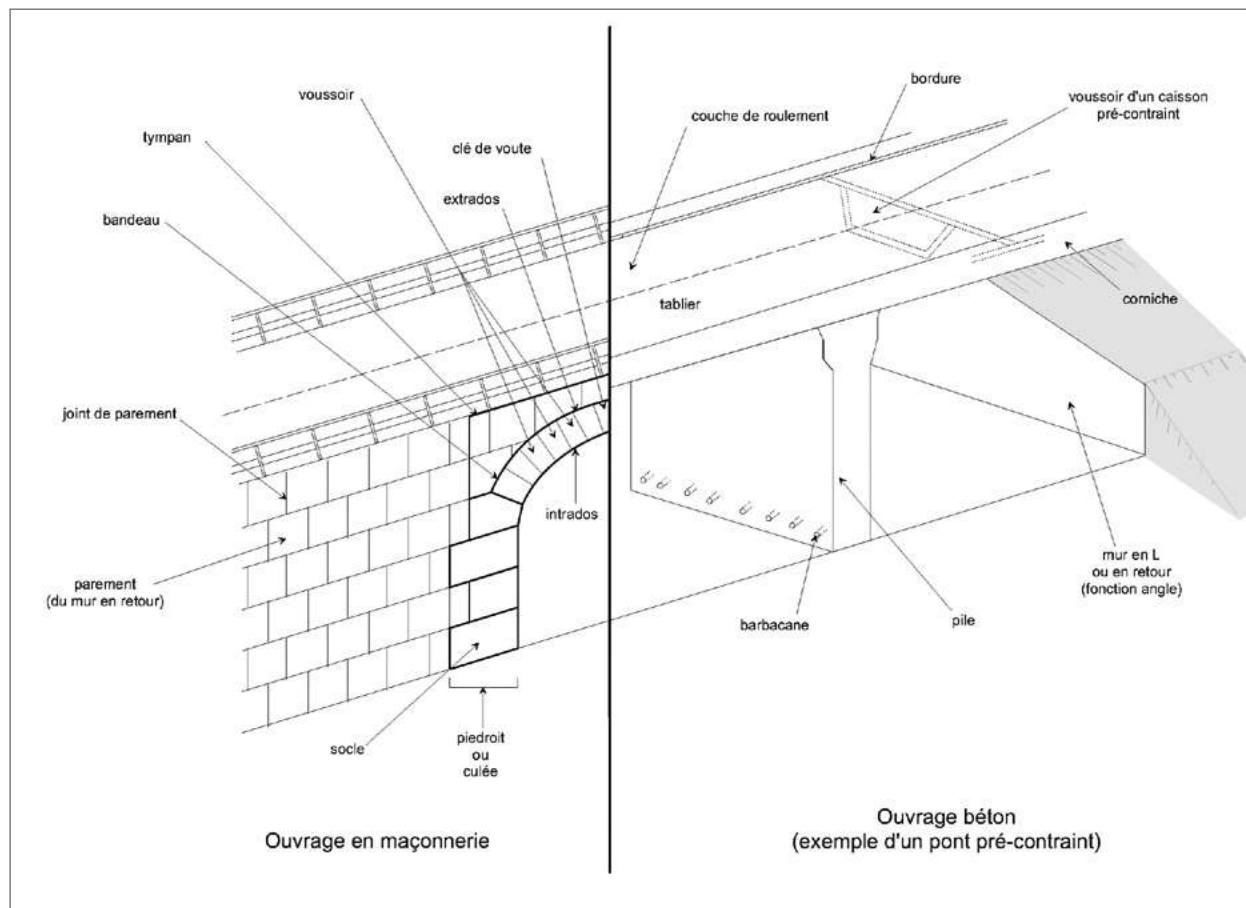 voussoir
tympan
clé de voute
extrados
bandeau
joint de parement
parement
(du mur en retour)
intrados
socle
piedroit
ou
culée
Ouvrage en maçonnerie
bordure
couche de roulement
voussoir d'un caisson
pré-contraint
tablier
corniche
mur en L
ou en retour
(fonction angle)
barbacane
pile
Ouvrage béton
(exemple d'un pont pré-contraint)